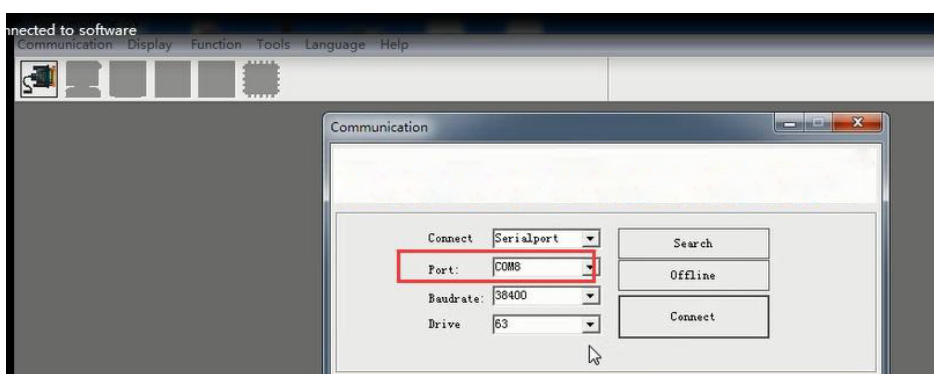 nnected to software
Communication Display Function Tools Language Help
Communication
Connect Serialport Search
Port: COM8 Offline
Baudrate: 38400 Connect
Drive 63